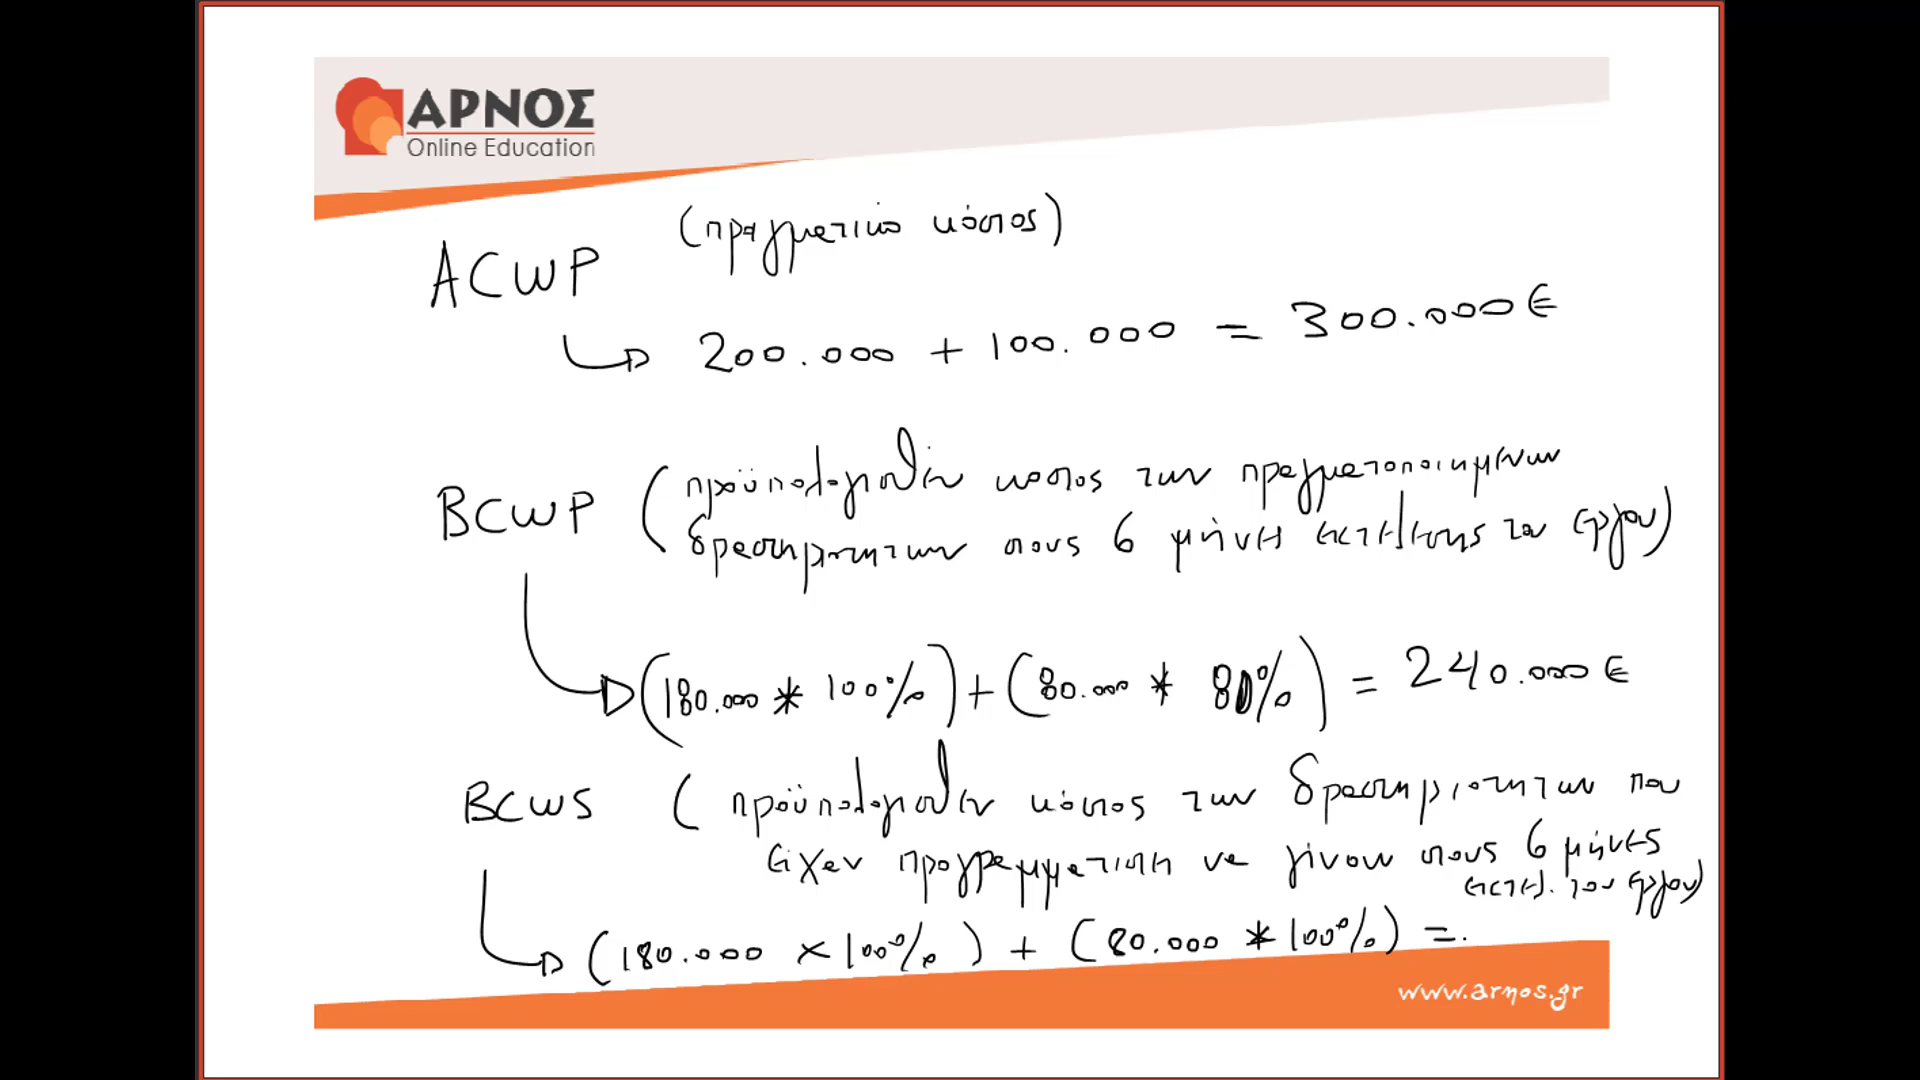 ΑΡΝΟΣ
Online Education
(πραγματικό κόστος)
ACWP
200.000 + 100.000 = 300.000 €
BCWP (προϋπολογισθέν κόστος των πραγματοποιημένων
δραστηριοτήτων στους 6 μήνες εκτέλεσης του έργου)
(180.000 * 100%) + (80.000 * 80%) = 240.000 €
BCWS ( προϋπολογισθέν κόστος των δραστηριοτήτων που
είχαν προγραμματιστεί να γίνουν στους 6 μήνες
εκτελ. του έργου)
(180.000 × 100%) + (80.000 * 100%) =
www.arnos.gr